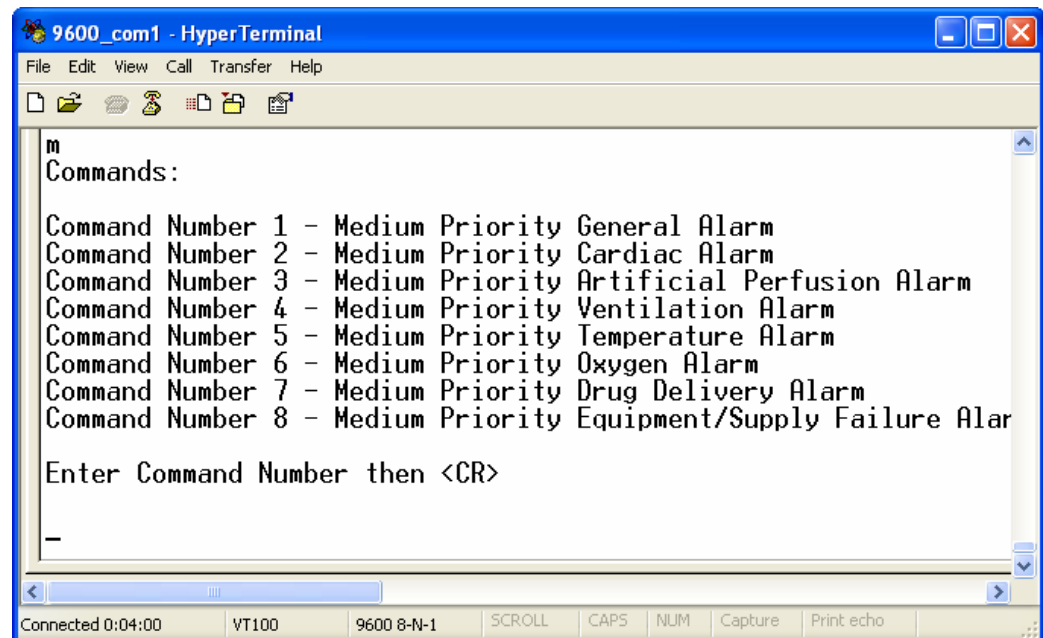 9600_com1 - HyperTerminal
File Edit View Call Transfer Help
m
Commands:
Command Number 1 - Medium Priority General Alarm
Command Number 2 - Medium Priority Cardiac Alarm
Command Number 3 - Medium Priority Artificial Perfusion Alarm
Command Number 4 - Medium Priority Ventilation Alarm
Command Number 5 - Medium Priority Temperature Alarm
Command Number 6 - Medium Priority Oxygen Alarm
Command Number 7 - Medium Priority Drug Delivery Alarm
Command Number 8 - Medium Priority Equipment/Supply Failure Alar
Enter Command Number then <CR>
_
Connected 0:04:00 VT100 9600 8-N-1 SCROLL CAPS NUM Capture Print echo